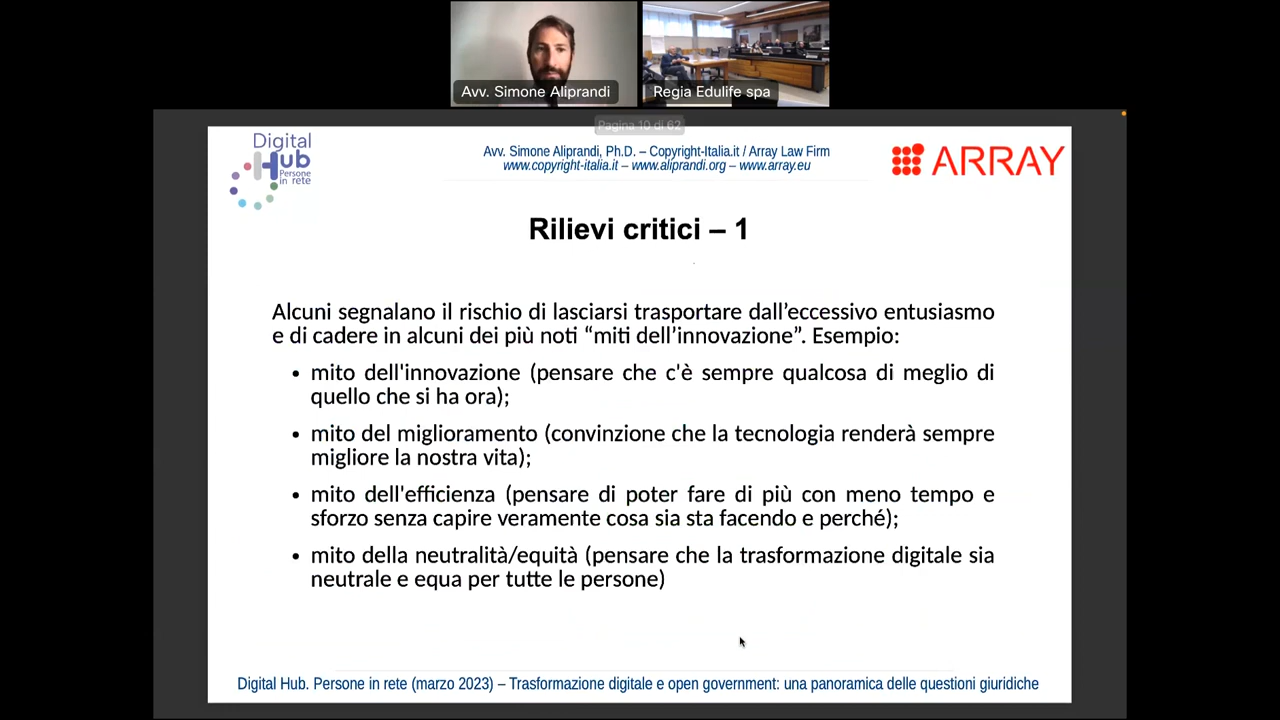 Avv. Simone Aliprandi
Regia Edulife spa
Pagina 10 di 62
Digital
Hub
Persone
in rete
Avv. Simone Aliprandi, Ph.D. – Copyright-Italia.it / Array Law Firm
www.copyright-italia.it – www.aliprandi.org – www.array.eu
ARRAY
Rilievi critici – 1
Alcuni segnalano il rischio di lasciarsi trasportare dall’eccessivo entusiasmo
e di cadere in alcuni dei più noti “miti dell’innovazione”. Esempio:
• mito dell'innovazione (pensare che c'è sempre qualcosa di meglio di
quello che si ha ora);
• mito del miglioramento (convinzione che la tecnologia renderà sempre
migliore la nostra vita);
• mito dell'efficienza (pensare di poter fare di più con meno tempo e
sforzo senza capire veramente cosa sia sta facendo e perché);
• mito della neutralità/equità (pensare che la trasformazione digitale sia
neutrale e equa per tutte le persone)
Digital Hub. Persone in rete (marzo 2023) – Trasformazione digitale e open government: una panoramica delle questioni giuridiche